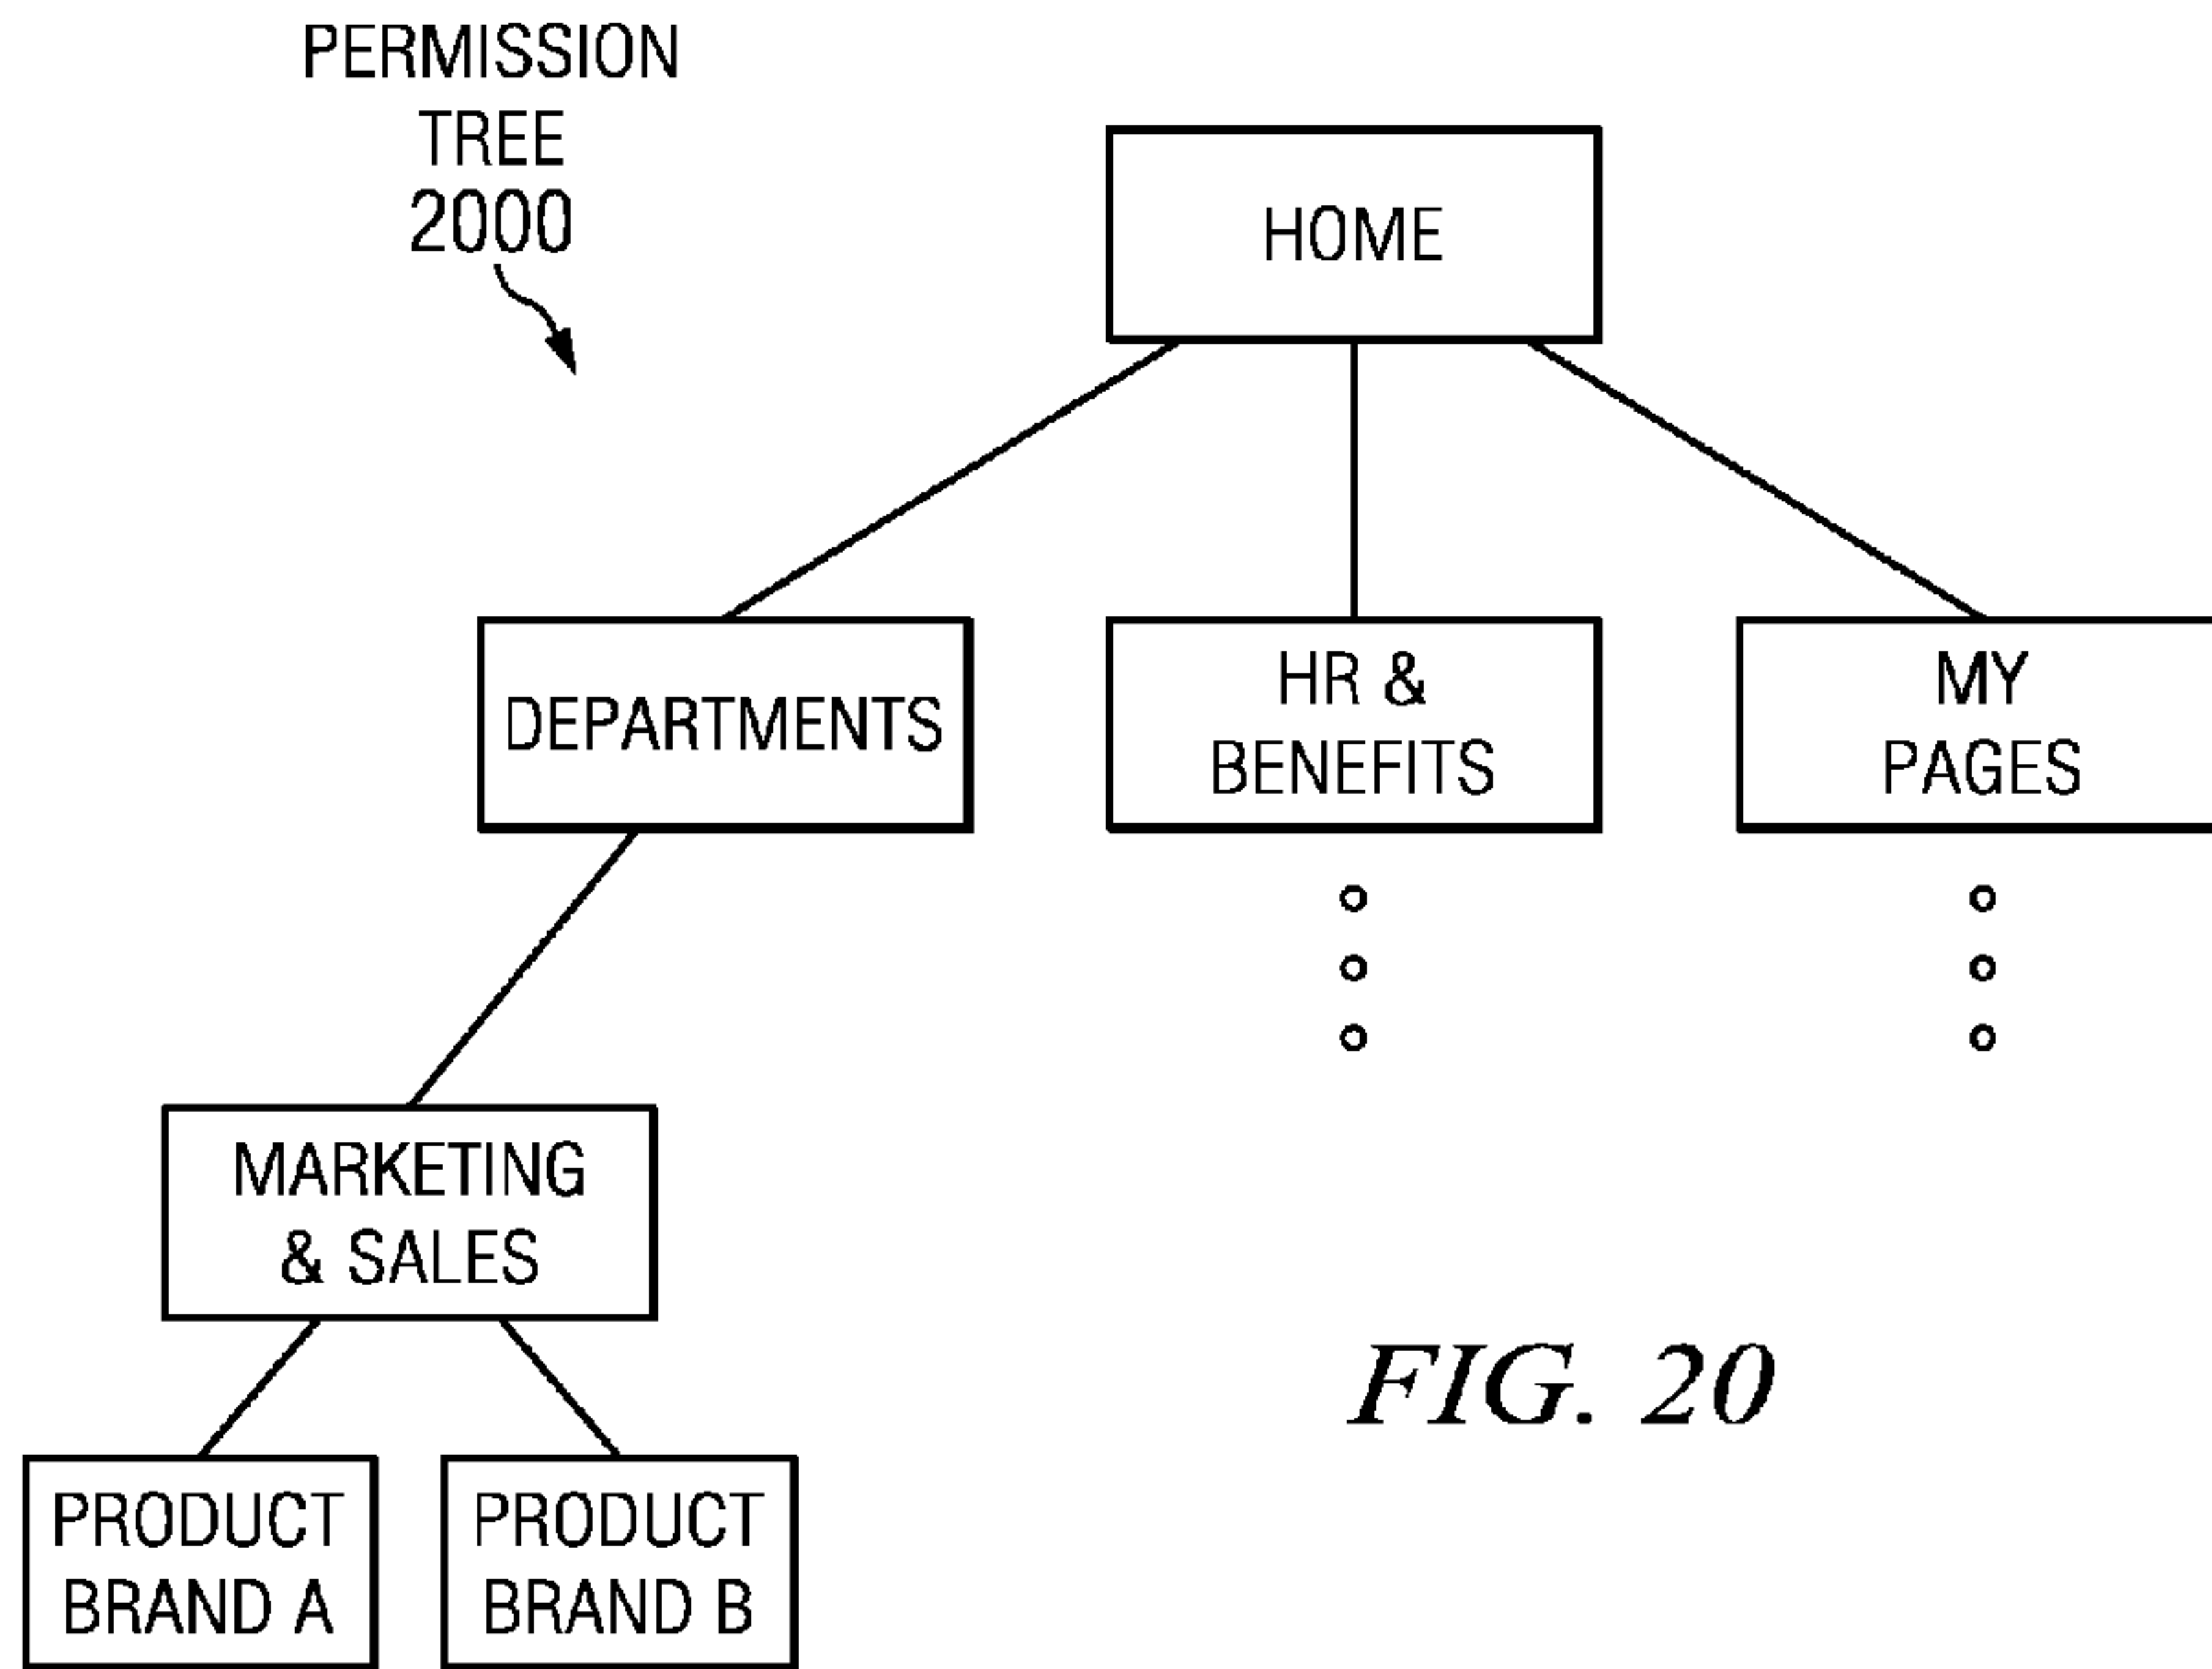 PERMISSION
TREE
2000
HOME
DEPARTMENTS
HR &
BENEFITS
MY
PAGES
MARKETING
& SALES
PRODUCT
BRAND A
PRODUCT
BRAND B
FIG. 20